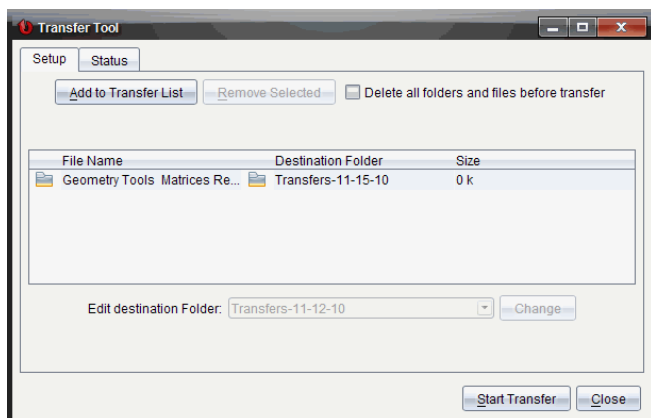 Transfer Tool
Setup Status
Add to Transfer List Remove Selected Delete all folders and files before transfer
File Name Destination Folder Size
Geometry Tools Matrices Re... Transfers-11-15-10 0 k
Edit destination Folder: Transfers-11-12-10 Change
Start Transfer Close